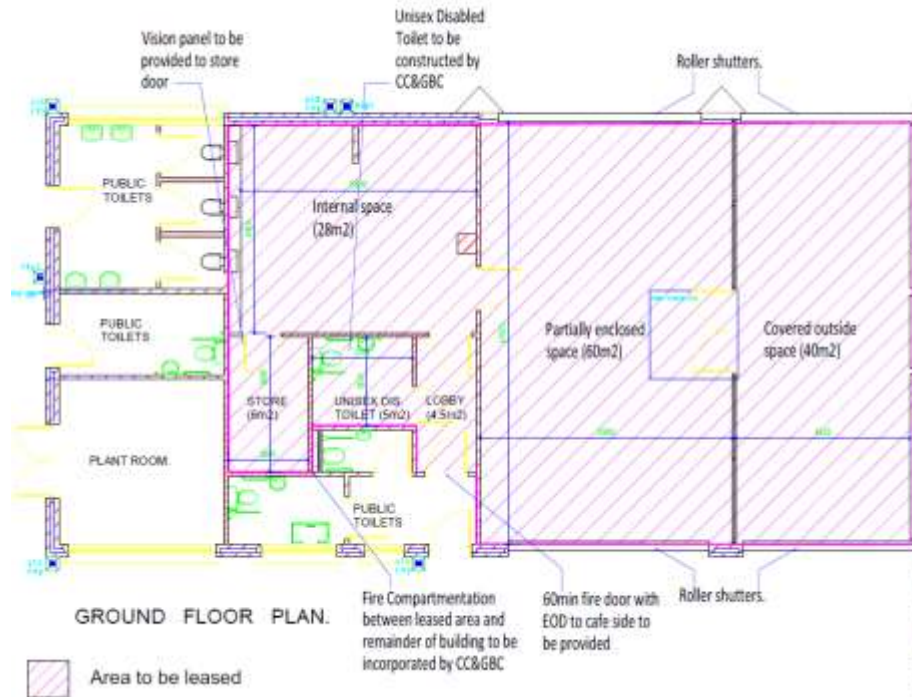 Vision panel to be
provided to store
door
Unisex Disabled
Toilet to be
constructed by
CC&GBC
Roller shutters.
PUBLIC
TOILETS
Internal space
(28m2)
PUBLIC
TOILETS
Partially enclosed
space (60m2)
Covered outside
space (40m2)
STORE
(6m2)
UNISEX DIS.
TOILET (5m2)
LOBBY
(4.5m2)
PLANT ROOM.
PUBLIC
TOILETS
GROUND FLOOR PLAN.
Fire Compartmentation
between leased area and
remainder of building to be
incorporated by CC&GBC
60min fire door with
EOD to cafe side to
be provided
Roller shutters.
Area to be leased